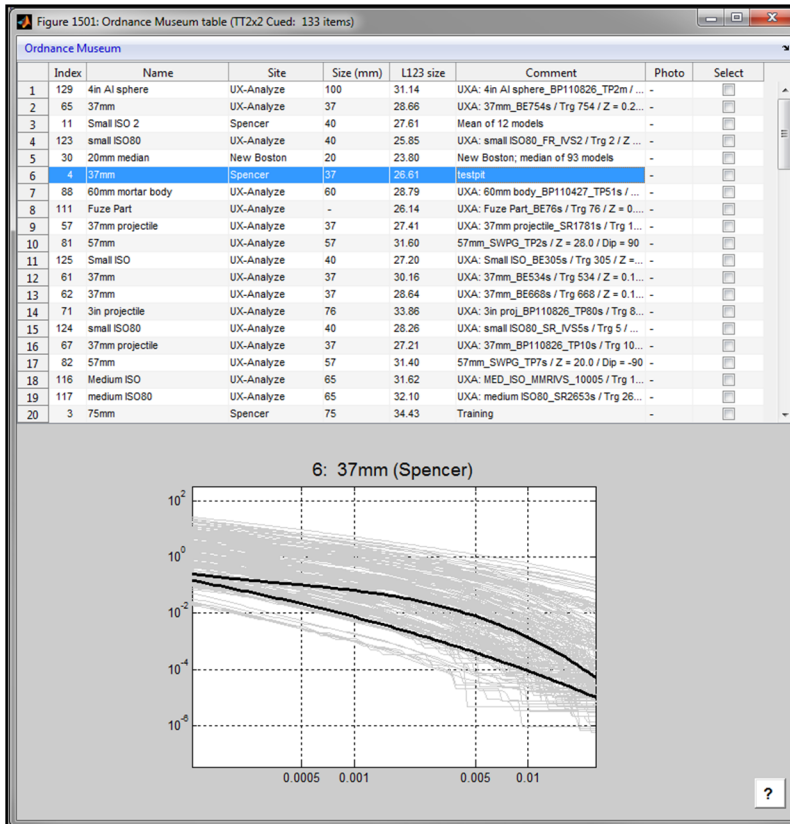 Figure 1501: Ordnance Museum table (TT2x2 Cued: 133 items)
Ordnance Museum
Index Name Site Size (mm) L123 size Comment Photo Select
1 129 4in Al sphere UX-Analyze 100 31.14 UXA: 4in Al sphere_BP110826_TP2m / ... -
2 65 37mm UX-Analyze 37 28.66 UXA: 37mm_BE754s / Trg 754 / Z = 0.2... -
3 11 Small ISO 2 Spencer 40 27.61 Mean of 12 models -
4 123 small ISO80 UX-Analyze 40 25.85 UXA: small ISO80_FR_IVS2 / Trg 2 / Z ... -
5 30 20mm median New Boston 20 23.80 New Boston; median of 93 models -
6 4 37mm Spencer 37 26.61 testpit -
7 88 60mm mortar body UX-Analyze 60 28.79 UXA: 60mm body_BP110427_TP51s / ... -
8 111 Fuze Part UX-Analyze - 26.14 UXA: Fuze Part_BE76s / Trg 76 / Z = 0.... -
9 57 37mm projectile UX-Analyze 37 27.41 UXA: 37mm projectile_SR1781s / Trg 1... -
10 81 57mm UX-Analyze 57 31.60 57mm_SWPG_TP2s / Z = 28.0 / Dip = 90 -
11 125 Small ISO UX-Analyze 40 27.20 UXA: Small ISO_BE305s / Trg 305 / Z =... -
12 61 37mm UX-Analyze 37 30.16 UXA: 37mm_BE534s / Trg 534 / Z = 0.1... -
13 62 37mm UX-Analyze 37 28.64 UXA: 37mm_BE668s / Trg 668 / Z = 0.1... -
14 71 3in projectile UX-Analyze 76 33.86 UXA: 3in proj_BP110826_TP80s / Trg 8... -
15 124 small ISO80 UX-Analyze 40 28.26 UXA: small ISO80_SR_IVS5s / Trg 5 / ... -
16 67 37mm projectile UX-Analyze 37 27.21 UXA: 37mm_BP110826_TP10s / Trg 10... -
17 82 57mm UX-Analyze 57 31.40 57mm_SWPG_TP7s / Z = 20.0 / Dip = -90 -
18 116 Medium ISO UX-Analyze 65 31.62 UXA: MED_ISO_MMRIVS_10005 / Trg 1... -
19 117 medium ISO80 UX-Analyze 65 32.10 UXA: medium ISO80_SR2653s / Trg 26... -
20 3 75mm Spencer 75 34.43 Training -
6: 37mm (Spencer)
10^2
10^0
10^-2
10^-4
10^-6
0.0005 0.001 0.005 0.01
?